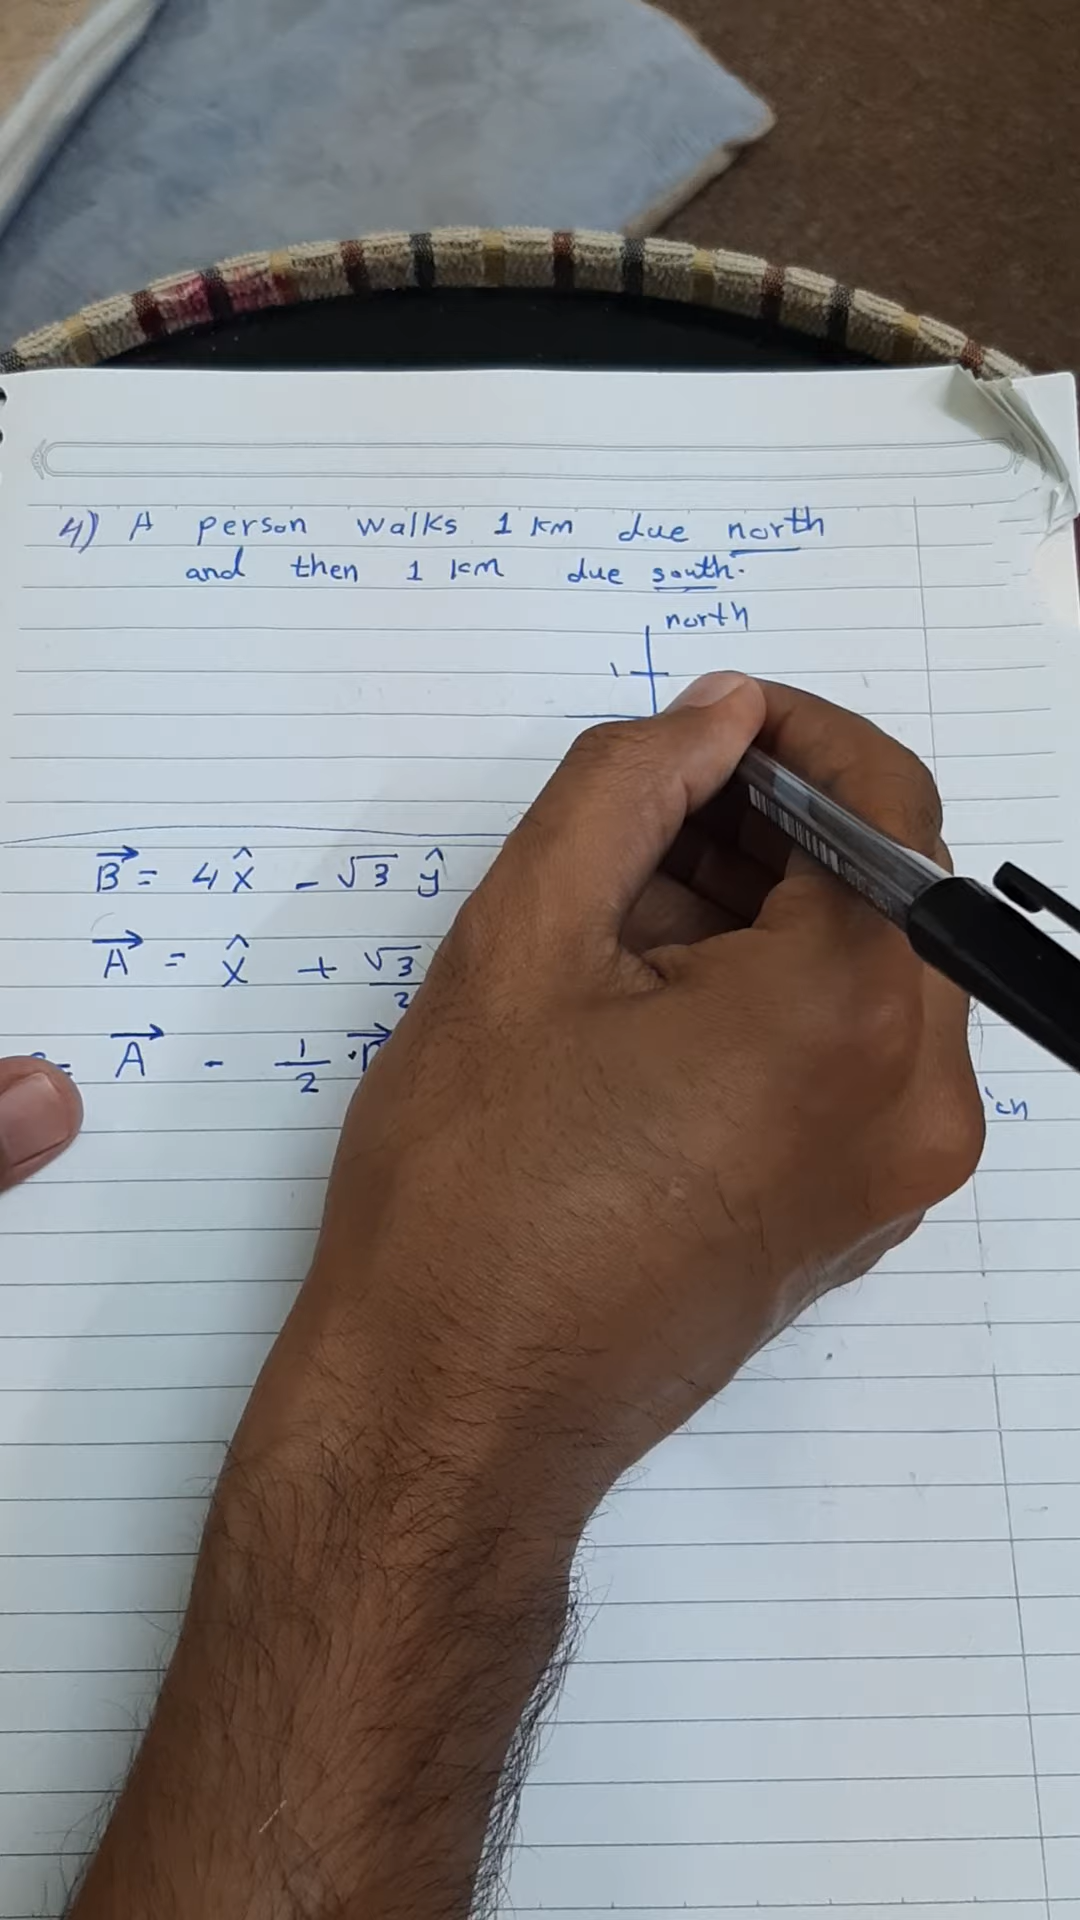 4) A person walks 1 km due north
and then 1 km due south.
north
1
B⃗ = 4x̂ - √3 ŷ
A⃗ = x̂ + √3/2
= A⃗ - 1/2 ·